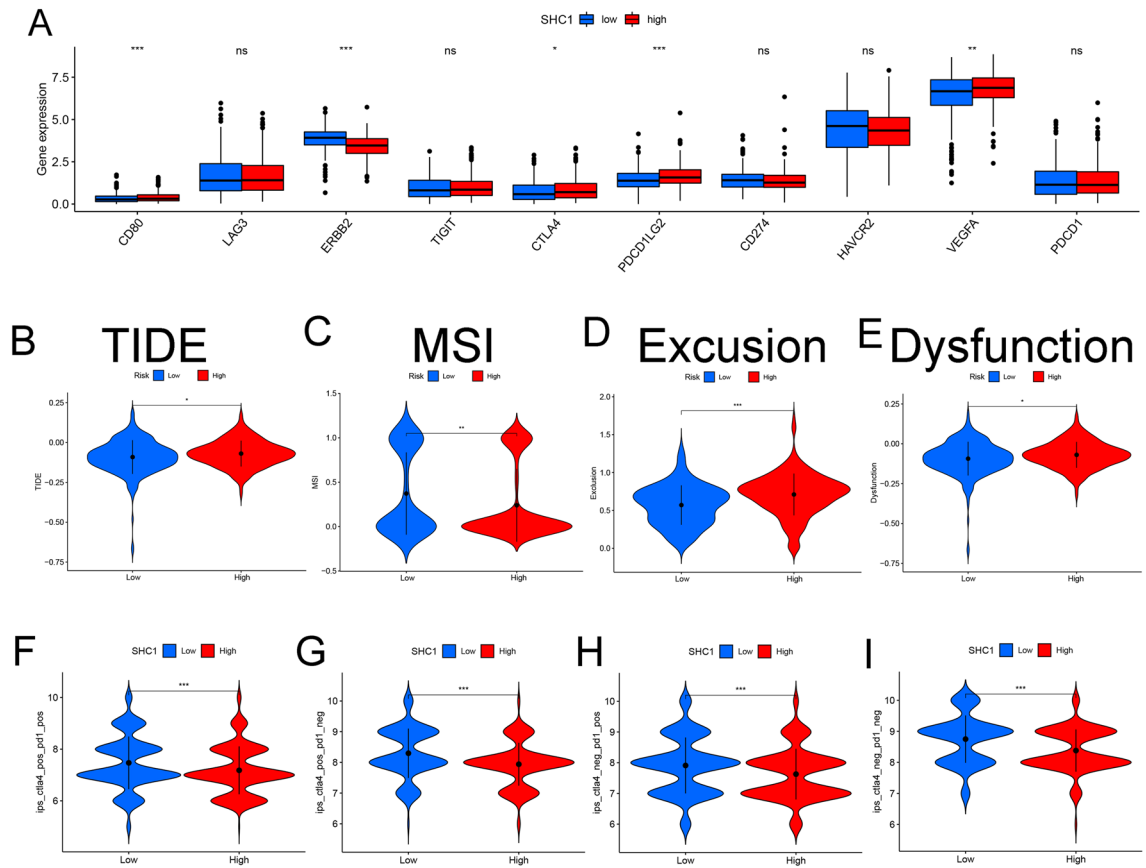 A
SHC1 low high
*** ns *** ns * *** ns ns ** ns
Gene expression
7.5
5.0
2.5
0.0
CD80 LAG3 ERBB2 TIGIT CTLA4 PDCD1LG2 CD274 HAVCR2 VEGFA PDCD1
B TIDE
Risk Low High
*
TIDE
0.25
0.00
−0.25
−0.50
−0.75
Low High
C MSI
Risk Low High
**
MSI
1.5
1.0
0.5
0.0
−0.5
Low High
D Excusion
Risk Low High
***
Exclusion
2.0
1.5
1.0
0.5
0.0
Low High
E Dysfunction
Risk Low High
*
Dysfunction
0.25
0.00
−0.25
−0.50
−0.75
Low High
F
SHC1 Low High
***
ips_ctla4_pos_pd1_pos
10
9
8
7
6
Low High
G
SHC1 Low High
***
ips_ctla4_pos_pd1_neg
10
9
8
7
6
Low High
H
SHC1 Low High
***
ips_ctla4_neg_pd1_pos
10
9
8
7
6
Low High
I
SHC1 Low High
***
ips_ctla4_neg_pd1_neg
10
9
8
7
6
Low High